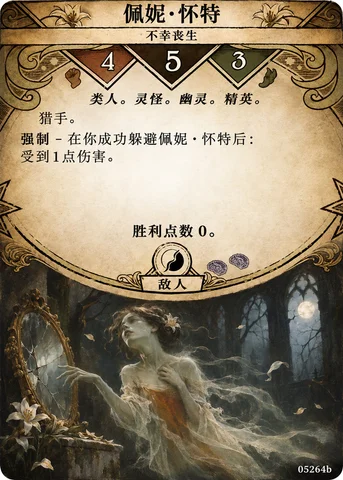 佩妮·怀特
不幸丧生
4 5 3
类人。灵怪。幽灵。精英。
猎手。
强制 – 在你成功躲避佩妮·怀特后：
受到1点伤害。
胜利点数 0。
敌人
05264b